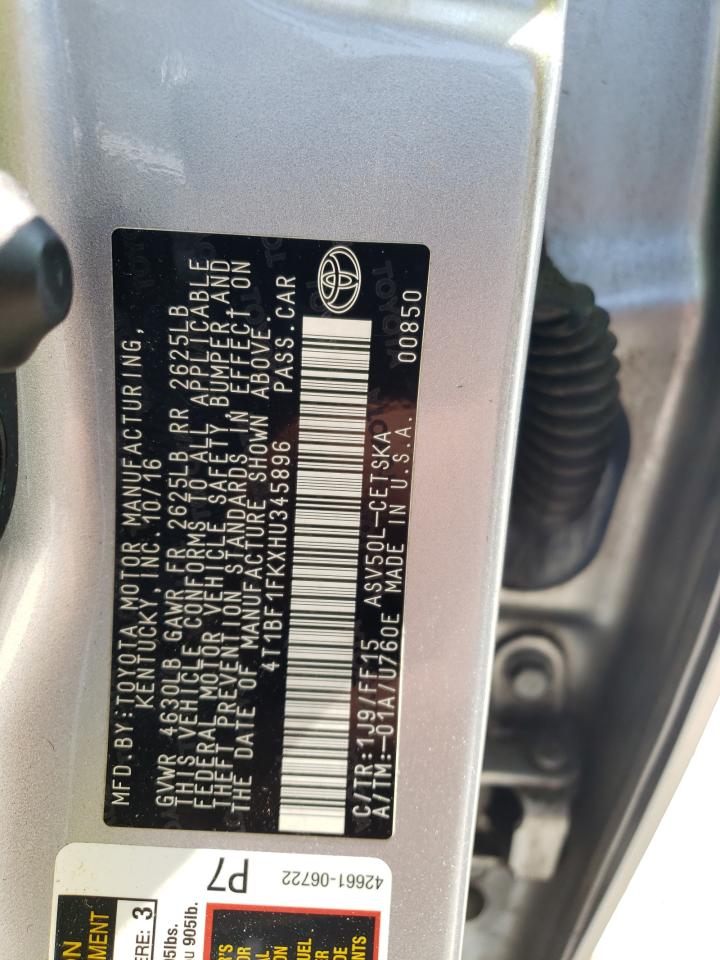 MFD.BY:TOYOTA MOTOR MANUFACTURING,
KENTUCKY, INC. 10/16
GVWR 4630LB GAWR FR 2625LB RR 2625LB
THIS VEHICLE CONFORMS TO ALL APPLICABLE
FEDERAL MOTOR VEHICLE SAFETY, BUMPER AND
THEFT PREVENTION STANDARDS IN EFFECT ON
THE DATE OF MANUFACTURE SHOWN ABOVE.
4T1BF1FKXHU345896 PASS.CAR
C/TR:1J9/FF15 ASV50L-CETSKA
A/TM:-01A/U760E MADE IN U.S.A. 00850
P7
42661-06722
3
905lb.